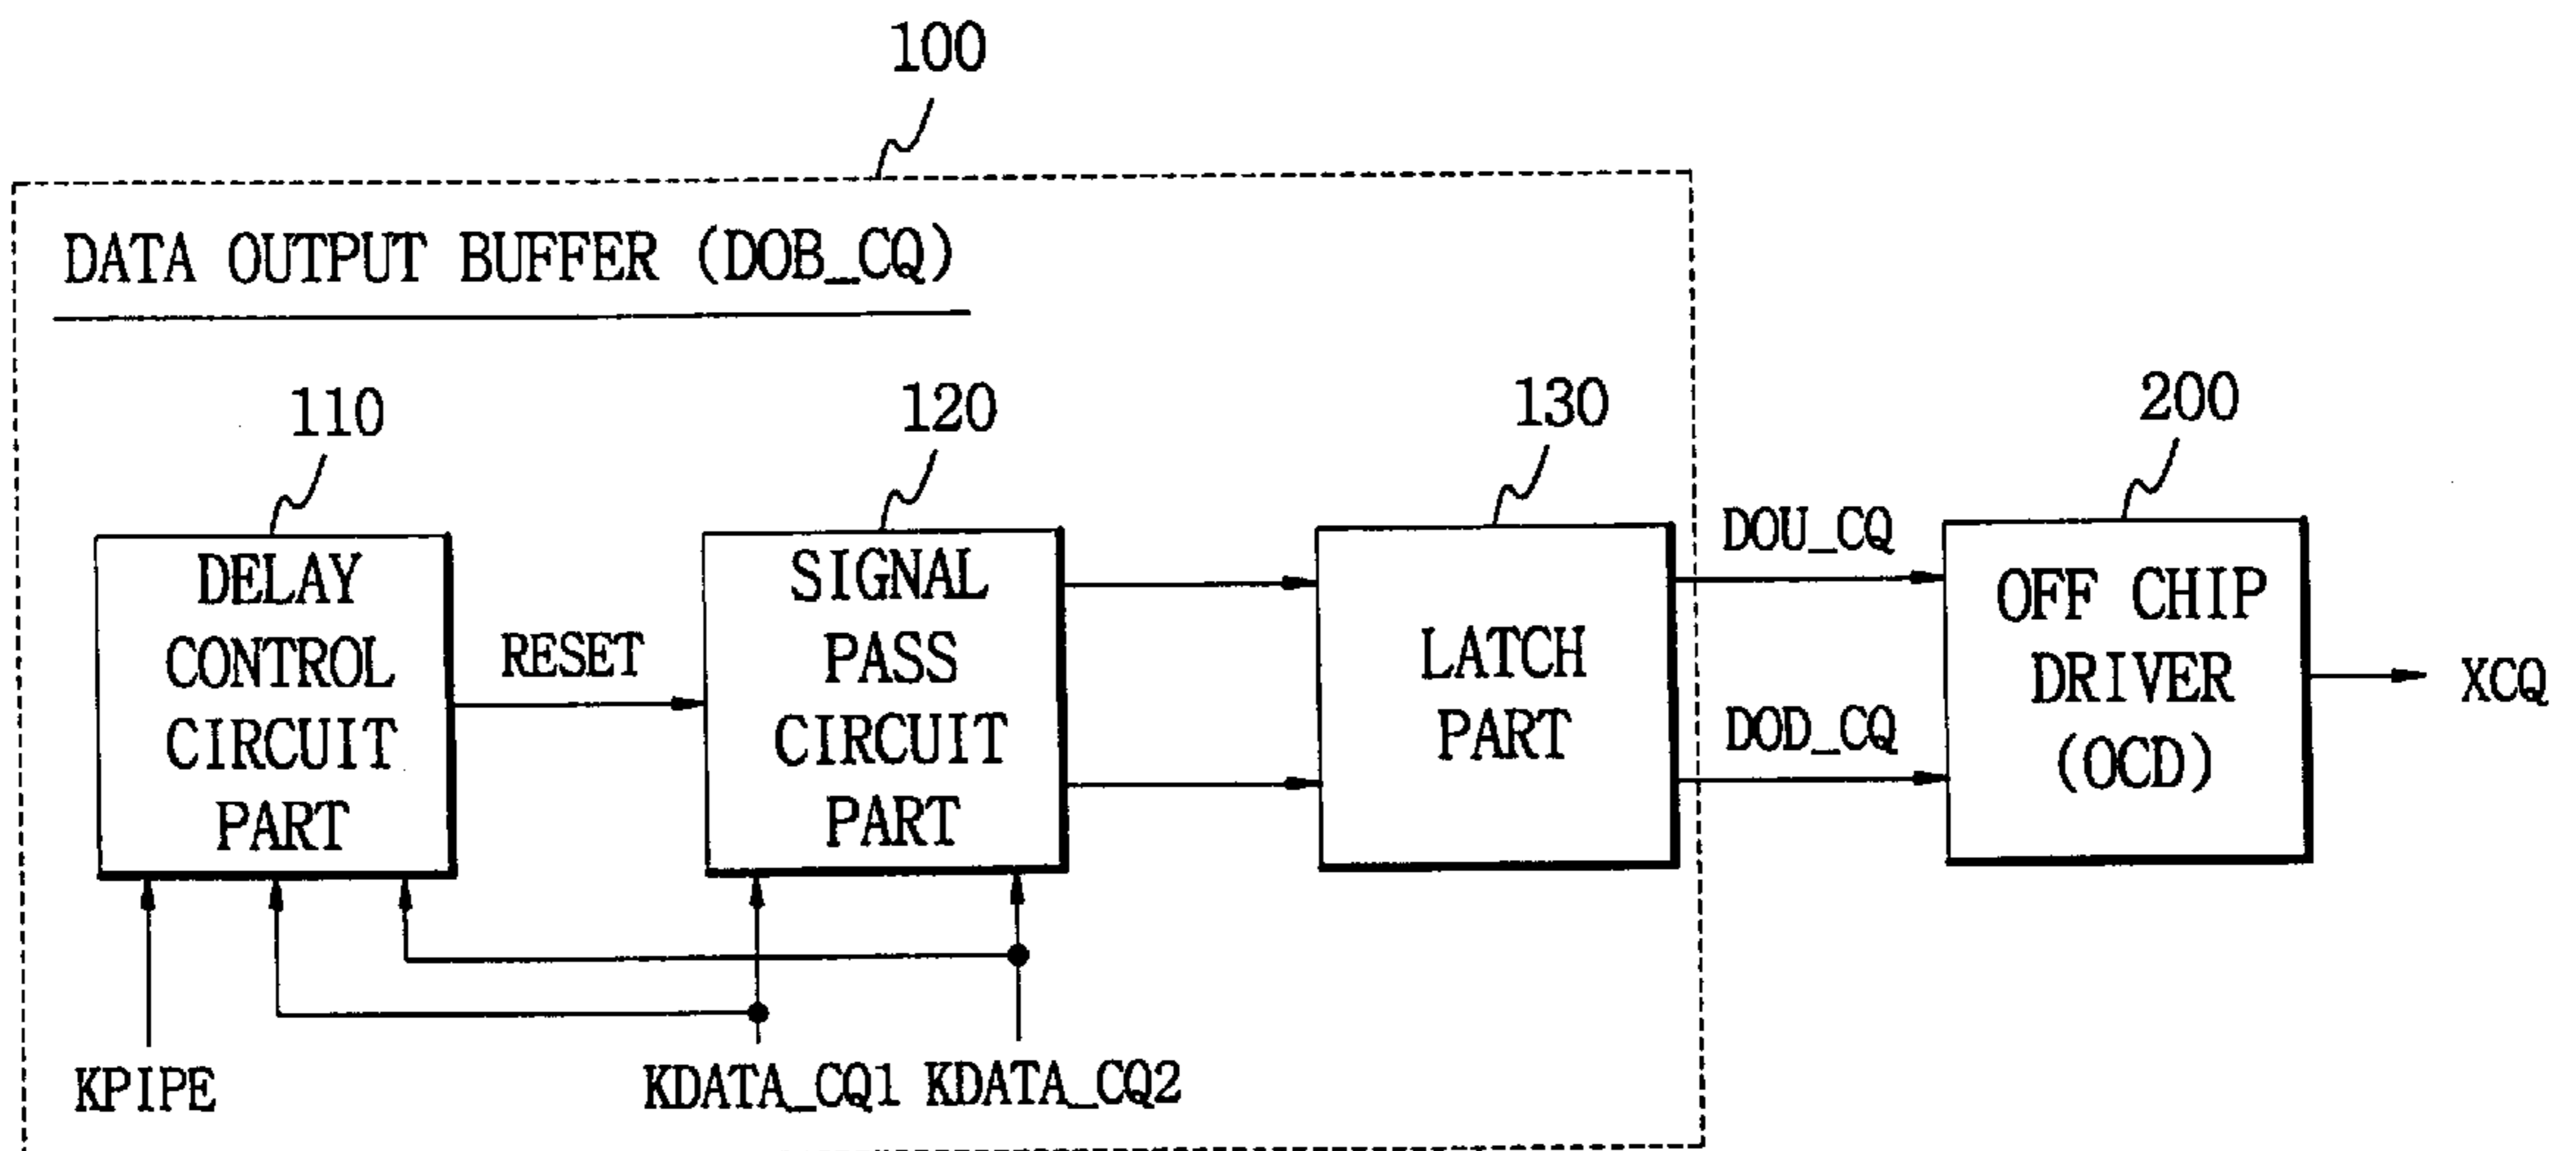 100
DATA OUTPUT BUFFER (DOB_CQ)
110
120
130
200
DELAY
CONTROL
CIRCUIT
PART
RESET
SIGNAL
PASS
CIRCUIT
PART
LATCH
PART
DOU_CQ
DOD_CQ
OFF CHIP
DRIVER
(OCD)
XCQ
KPIPE
KDATA_CQ1
KDATA_CQ2